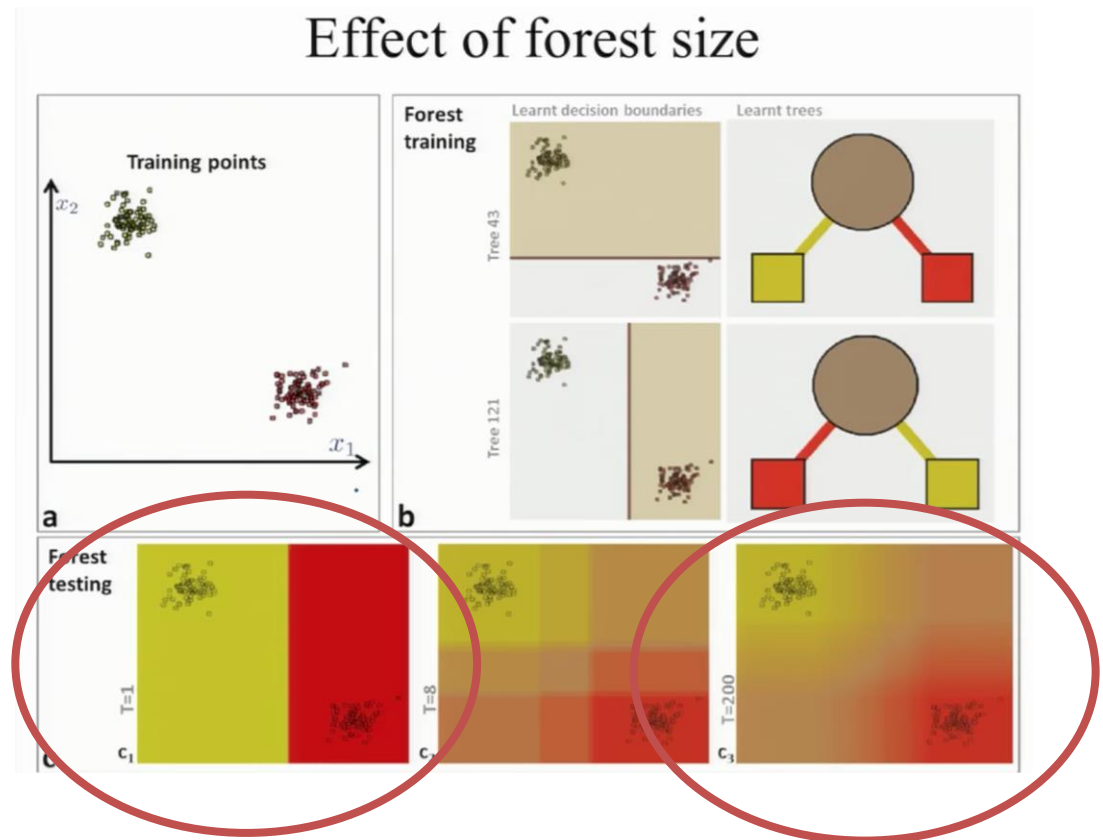 Effect of forest size
Training points
x₂
x₁
a
Forest
training
Learnt decision boundaries
Learnt trees
Tree 43
Tree 121
b
Forest
testing
T=1
c₁
T=8
T=200
c₃